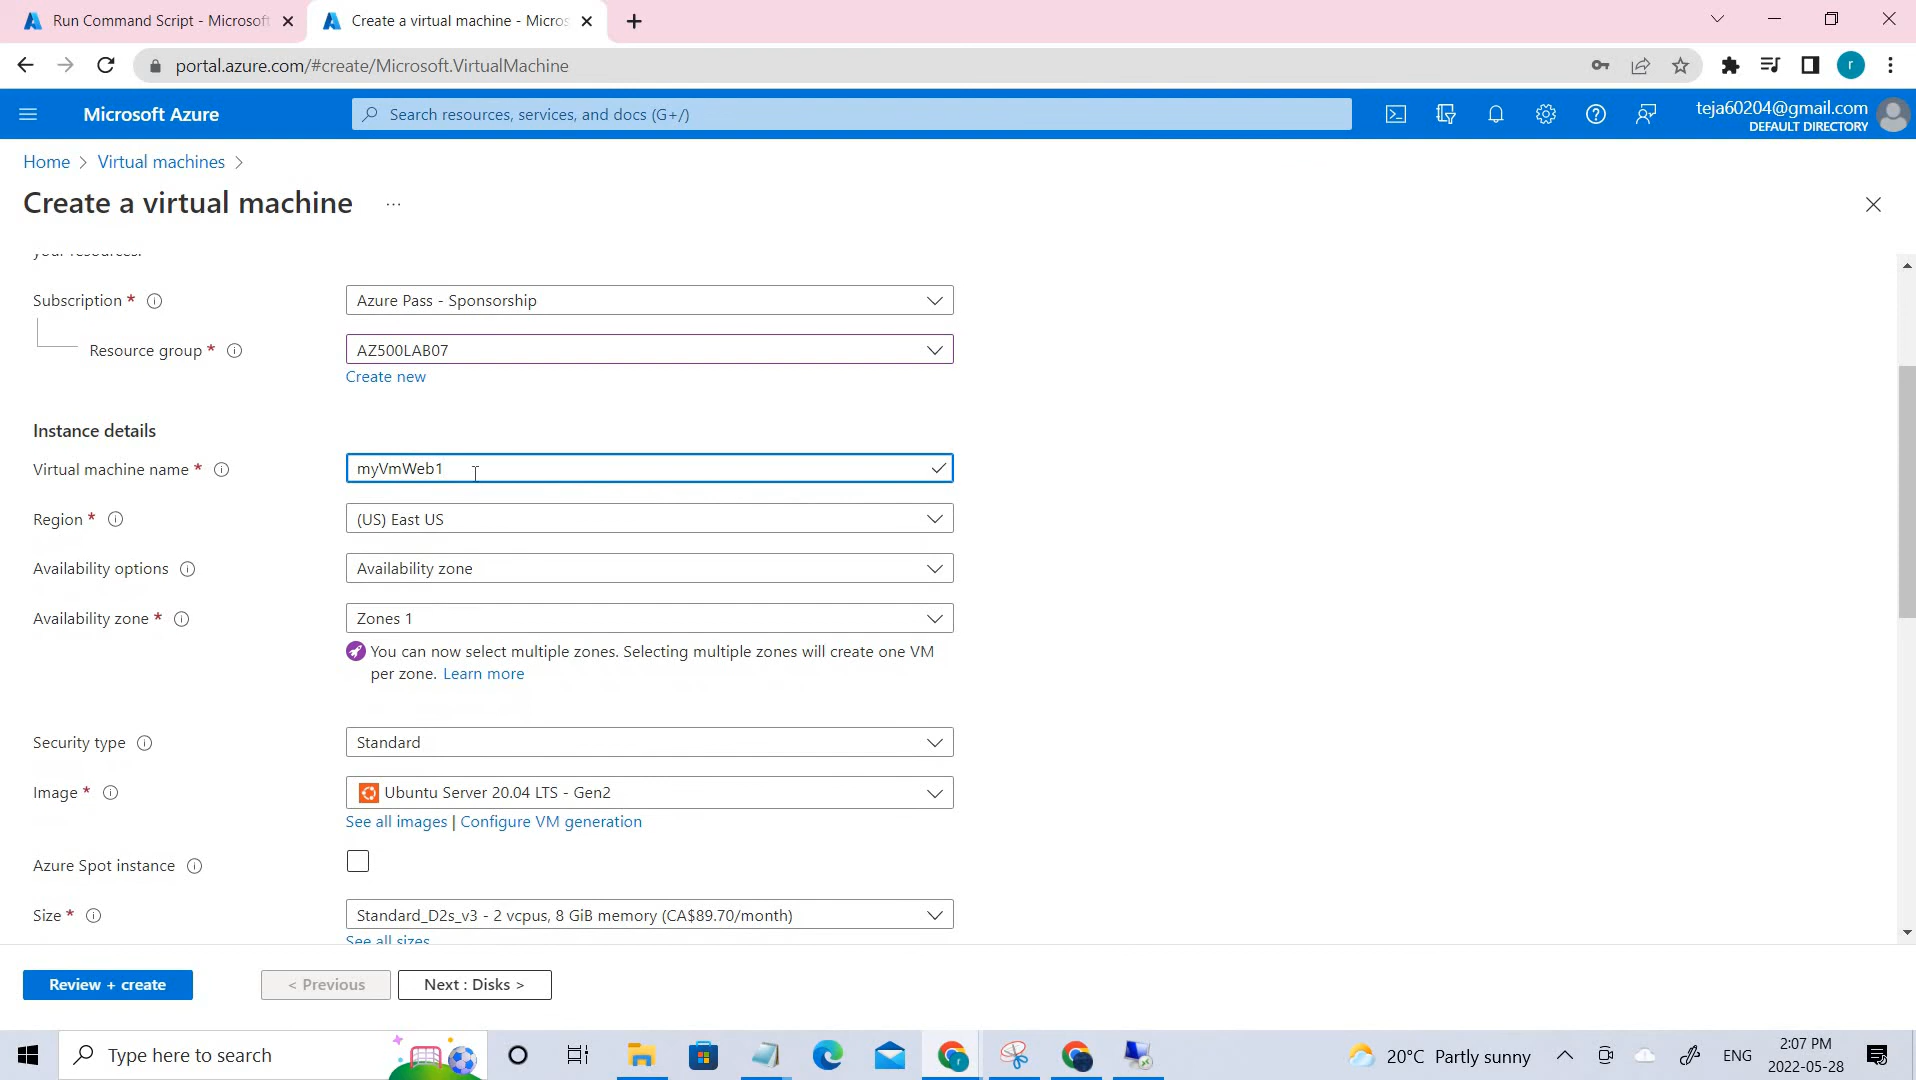 Run Command Script - Microsoft
Create a virtual machine - Micros
portal.azure.com/#create/Microsoft.VirtualMachine
r
Microsoft Azure
Search resources, services, and docs (G+/)
teja60204@gmail.com
DEFAULT DIRECTORY
Home > Virtual machines >
Create a virtual machine ...
your resources.
Subscription *
Azure Pass - Sponsorship
Resource group *
AZ500LAB07
Create new
Instance details
Virtual machine name *
myVmWeb1
Region *
(US) East US
Availability options
Availability zone
Availability zone *
Zones 1
You can now select multiple zones. Selecting multiple zones will create one VM
per zone. Learn more
Security type
Standard
Image *
Ubuntu Server 20.04 LTS - Gen2
See all images | Configure VM generation
Azure Spot instance
Size *
Standard_D2s_v3 - 2 vcpus, 8 GiB memory (CA$89.70/month)
See all sizes
Review + create
< Previous
Next : Disks >
Type here to search
20°C Partly sunny
ENG
2:07 PM
2022-05-28